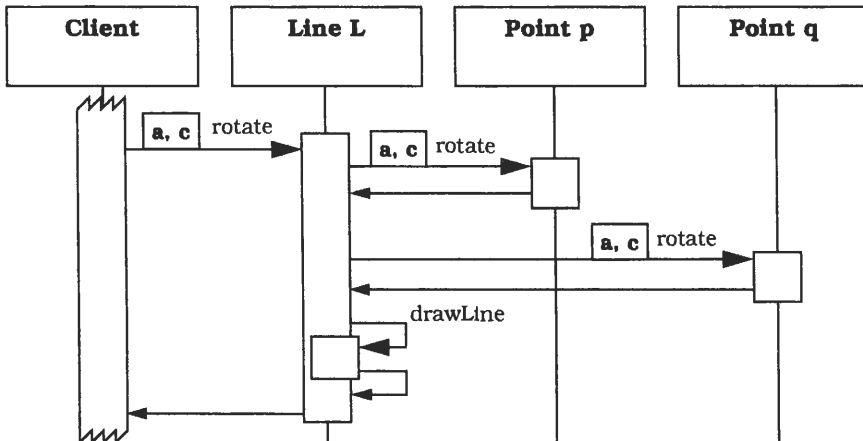 Client
Line L
Point p
Point q
a, c rotate
a, c rotate
a, c rotate
drawLine